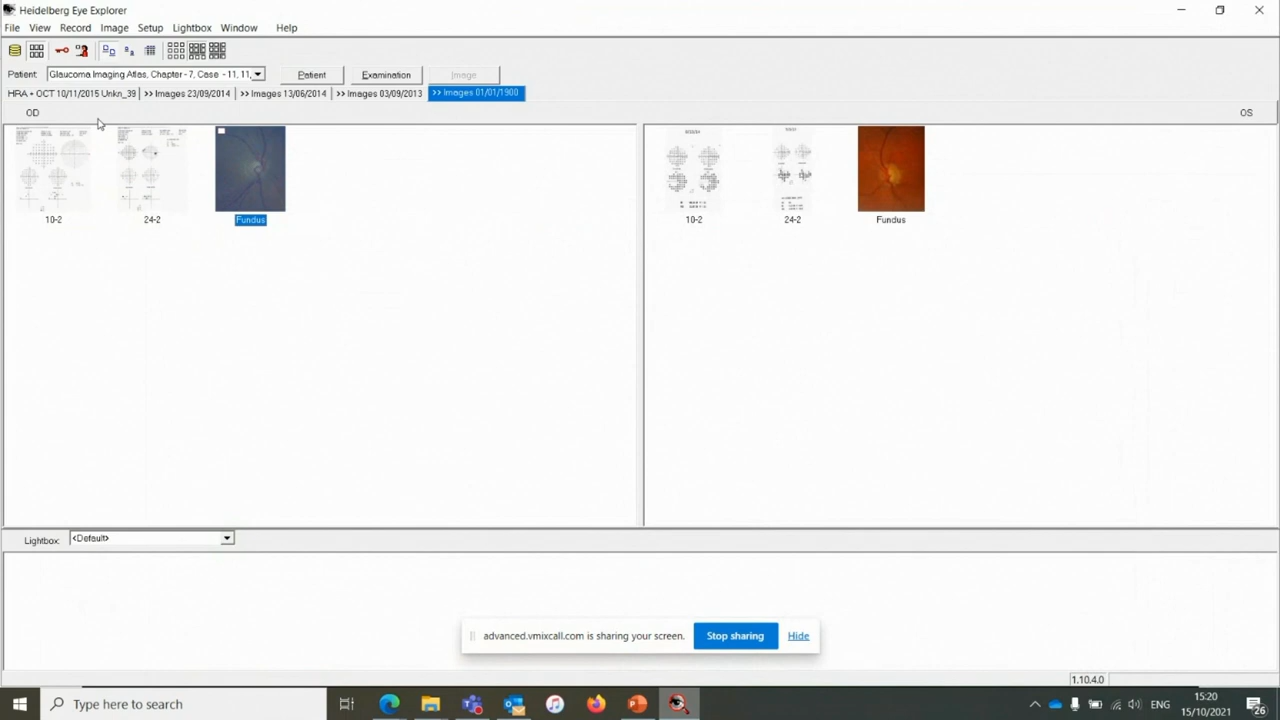 Heidelberg Eye Explorer
File View Record Image Setup Lightbox Window Help
Patient: Glaucoma Imaging Atlas, Chapter - 7, Case - 11, 11, Patient Examination Image
HRA + OCT 10/11/2015 Unkn_39 >> Images 23/09/2014 >> Images 13/06/2014 >> Images 03/09/2013 >> Images 01/01/1900
OD OS
10-2 24-2 Fundus 10-2 24-2 Fundus
Lightbox: <Default>
advanced.vmixcall.com is sharing your screen. Stop sharing Hide
1.10.4.0
Type here to search
ENG
15:20
15/10/2021
26